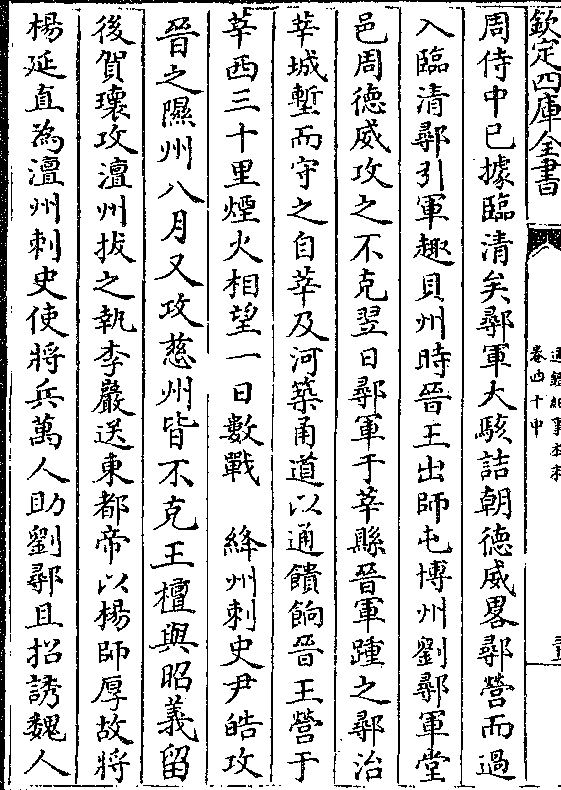 欽定四庫全書
通鑑紀事本末
卷四十中
周侍中已據臨清矣鄩軍大駭詰朝德威畧鄩營而過
入臨清鄩引軍趣貝州時晉王出師屯博州劉鄩軍堂
邑周德威攻之不克翌日鄩軍于莘縣晉軍踵之鄩治
莘城塹而守之自莘及河築甬道以通饋餉晉王營于
莘西三十里煙火相望一日數戰　絳州刺史尹皓攻
晉之隰州八月又攻慈州皆不克王檀與昭義留
後賀瓌攻澶州拔之執李嚴送東都帝以楊師厚故將
楊延直為澶州刺史使將兵萬人助劉鄩且招誘魏人